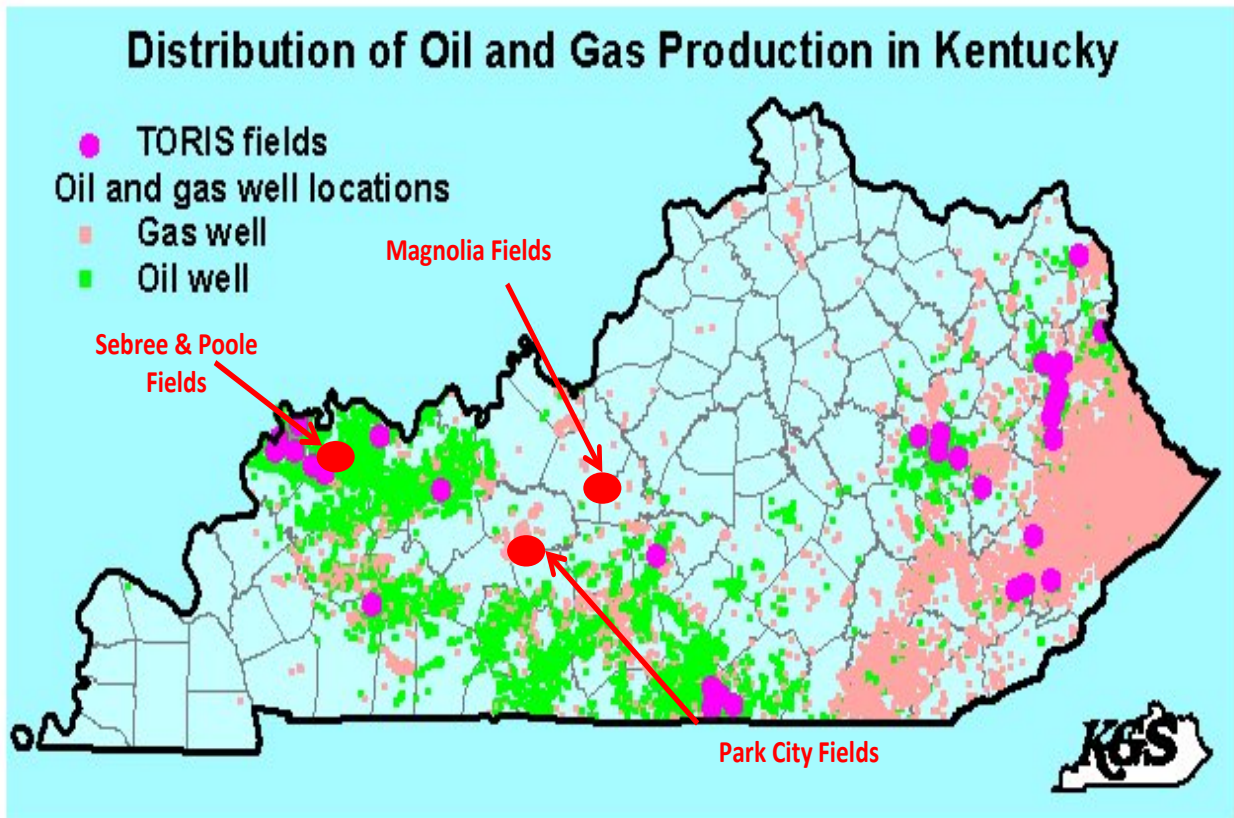 Distribution of Oil and Gas Production in Kentucky
TORIS fields
Oil and gas well locations
Gas well
Oil well
Magnolia Fields
Sebree & Poole
Fields
Park City Fields
KGS